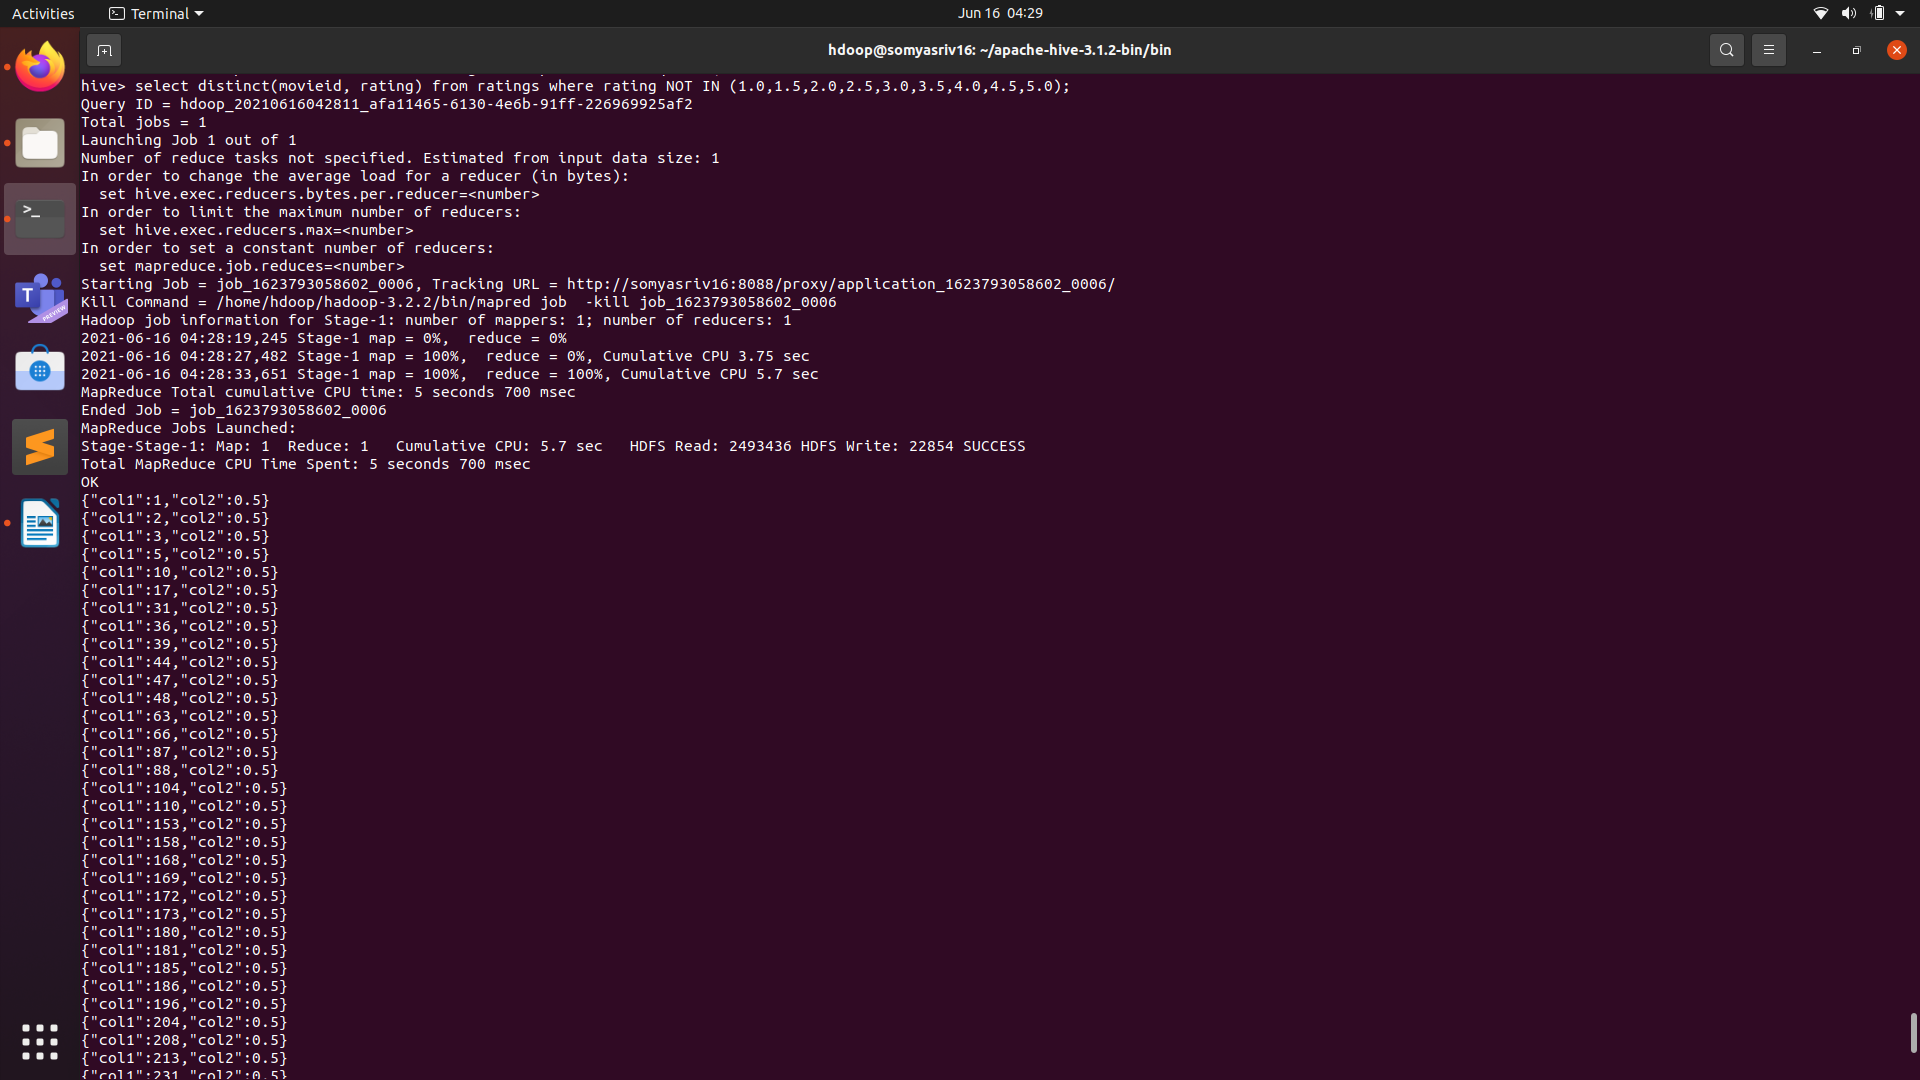 Activities
Terminal
Jun 16 04:29
hdoop@somyasriv16: ~/apache-hive-3.1.2-bin/bin
hive> select distinct(movieid, rating) from ratings where rating NOT IN (1.0,1.5,2.0,2.5,3.0,3.5,4.0,4.5,5.0);
Query ID = hdoop_20210616042811_afa11465-6130-4e6b-91ff-226969925af2
Total jobs = 1
Launching Job 1 out of 1
Number of reduce tasks not specified. Estimated from input data size: 1
In order to change the average load for a reducer (in bytes):
  set hive.exec.reducers.bytes.per.reducer=<number>
In order to limit the maximum number of reducers:
  set hive.exec.reducers.max=<number>
In order to set a constant number of reducers:
  set mapreduce.job.reduces=<number>
Starting Job = job_1623793058602_0006, Tracking URL = http://somyasriv16:8088/proxy/application_1623793058602_0006/
Kill Command = /home/hdoop/hadoop-3.2.2/bin/mapred job  -kill job_1623793058602_0006
Hadoop job information for Stage-1: number of mappers: 1; number of reducers: 1
2021-06-16 04:28:19,245 Stage-1 map = 0%,  reduce = 0%
2021-06-16 04:28:27,482 Stage-1 map = 100%,  reduce = 0%, Cumulative CPU 3.75 sec
2021-06-16 04:28:33,651 Stage-1 map = 100%,  reduce = 100%, Cumulative CPU 5.7 sec
MapReduce Total cumulative CPU time: 5 seconds 700 msec
Ended Job = job_1623793058602_0006
MapReduce Jobs Launched:
Stage-Stage-1: Map: 1  Reduce: 1   Cumulative CPU: 5.7 sec   HDFS Read: 2493436 HDFS Write: 22854 SUCCESS
Total MapReduce CPU Time Spent: 5 seconds 700 msec
OK
{"col1":1,"col2":0.5}
{"col1":2,"col2":0.5}
{"col1":3,"col2":0.5}
{"col1":5,"col2":0.5}
{"col1":10,"col2":0.5}
{"col1":17,"col2":0.5}
{"col1":31,"col2":0.5}
{"col1":36,"col2":0.5}
{"col1":39,"col2":0.5}
{"col1":44,"col2":0.5}
{"col1":47,"col2":0.5}
{"col1":48,"col2":0.5}
{"col1":63,"col2":0.5}
{"col1":66,"col2":0.5}
{"col1":87,"col2":0.5}
{"col1":88,"col2":0.5}
{"col1":104,"col2":0.5}
{"col1":110,"col2":0.5}
{"col1":153,"col2":0.5}
{"col1":158,"col2":0.5}
{"col1":168,"col2":0.5}
{"col1":169,"col2":0.5}
{"col1":172,"col2":0.5}
{"col1":173,"col2":0.5}
{"col1":180,"col2":0.5}
{"col1":181,"col2":0.5}
{"col1":185,"col2":0.5}
{"col1":186,"col2":0.5}
{"col1":196,"col2":0.5}
{"col1":204,"col2":0.5}
{"col1":208,"col2":0.5}
{"col1":213,"col2":0.5}
{"col1":231,"col2":0.5}